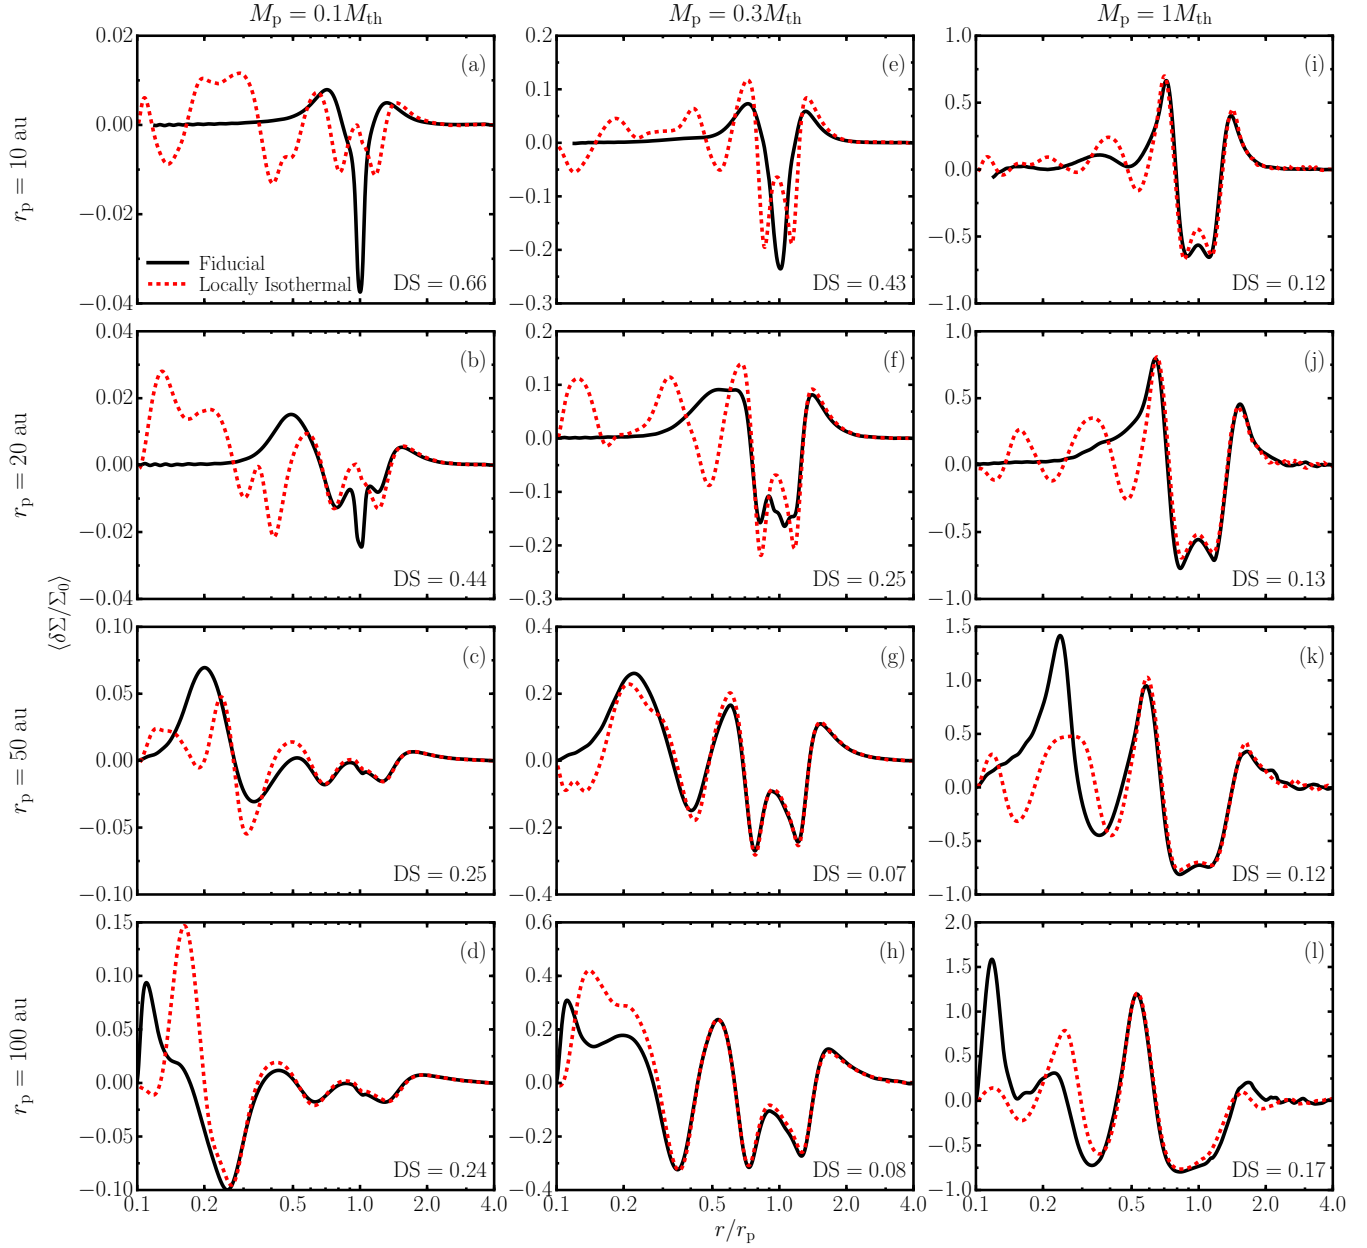 M_p = 0.1M_th
M_p = 0.3M_th
M_p = 1M_th
r_p = 10 au
0.02
0.01
0.00
−0.02
−0.04
(a)
Fiducial
Locally Isothermal
DS = 0.66
0.2
0.1
0.0
−0.1
−0.2
−0.3
(e)
DS = 0.43
1.0
0.5
0.0
−0.5
−1.0
(i)
DS = 0.12
r_p = 20 au
0.04
0.02
0.00
−0.02
−0.04
(b)
DS = 0.44
0.2
0.1
0.0
−0.1
−0.2
−0.3
(f)
DS = 0.25
1.0
0.5
0.0
−0.5
−1.0
(j)
DS = 0.13
⟨δΣ/Σ_0⟩
r_p = 50 au
0.10
0.05
0.00
−0.05
−0.10
(c)
DS = 0.25
0.4
0.2
0.0
−0.2
−0.4
(g)
DS = 0.07
1.5
1.0
0.5
0.0
−0.5
−1.0
(k)
DS = 0.12
r_p = 100 au
0.15
0.10
0.05
0.00
−0.05
−0.10
(d)
DS = 0.24
0.6
0.4
0.2
0.0
−0.2
−0.4
(h)
DS = 0.08
2.0
1.5
1.0
0.5
0.0
−0.5
−1.0
(l)
DS = 0.17
0.1 0.2 0.5 1.0 2.0 4.0
0.1 0.2 0.5 1.0 2.0 4.0
0.1 0.2 0.5 1.0 2.0 4.0
r/r_p